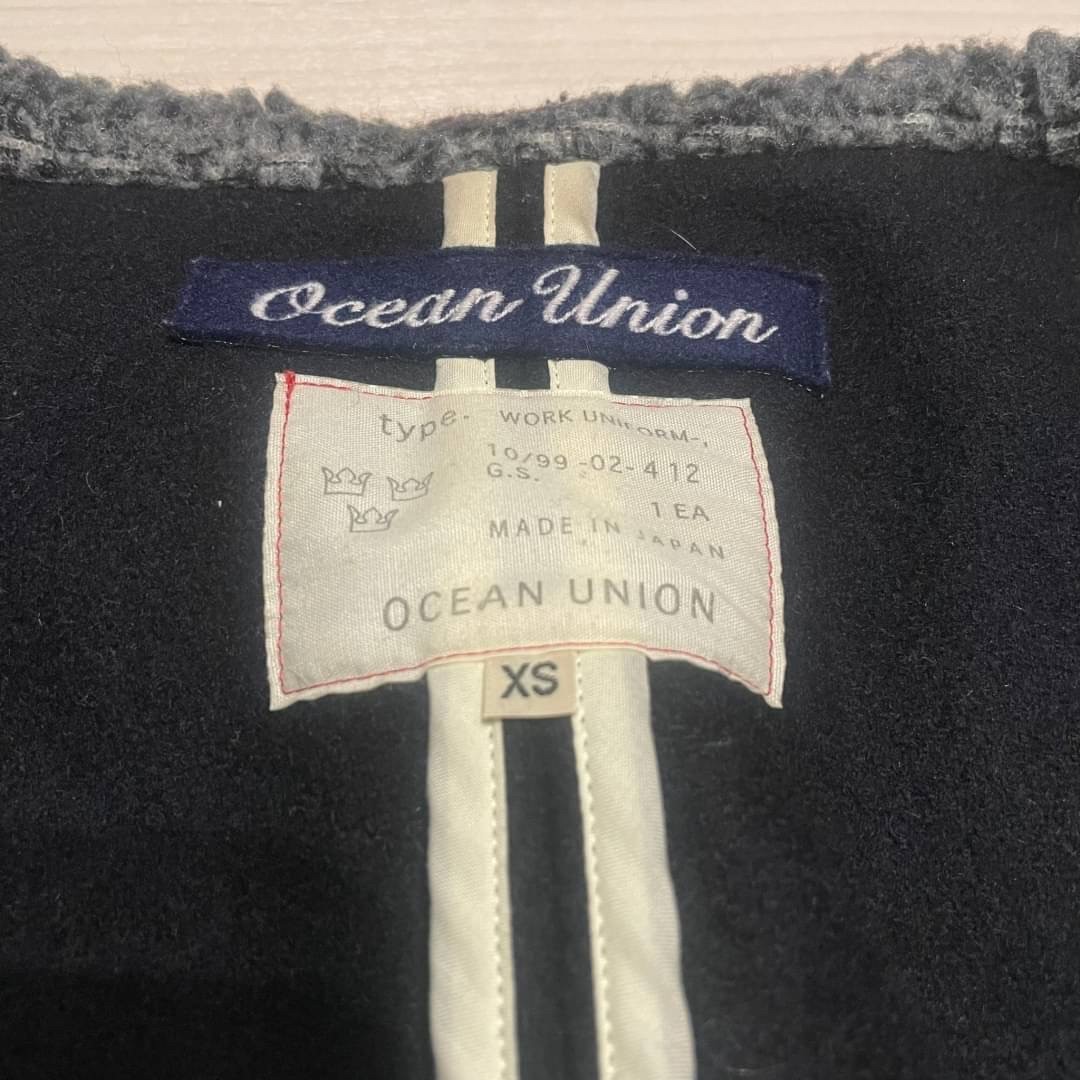 Ocean Union
type. WORK UNIFORM-,
10/99 -02-412
G.S.
1 EA
MADE IN JAPAN
OCEAN UNION
XS